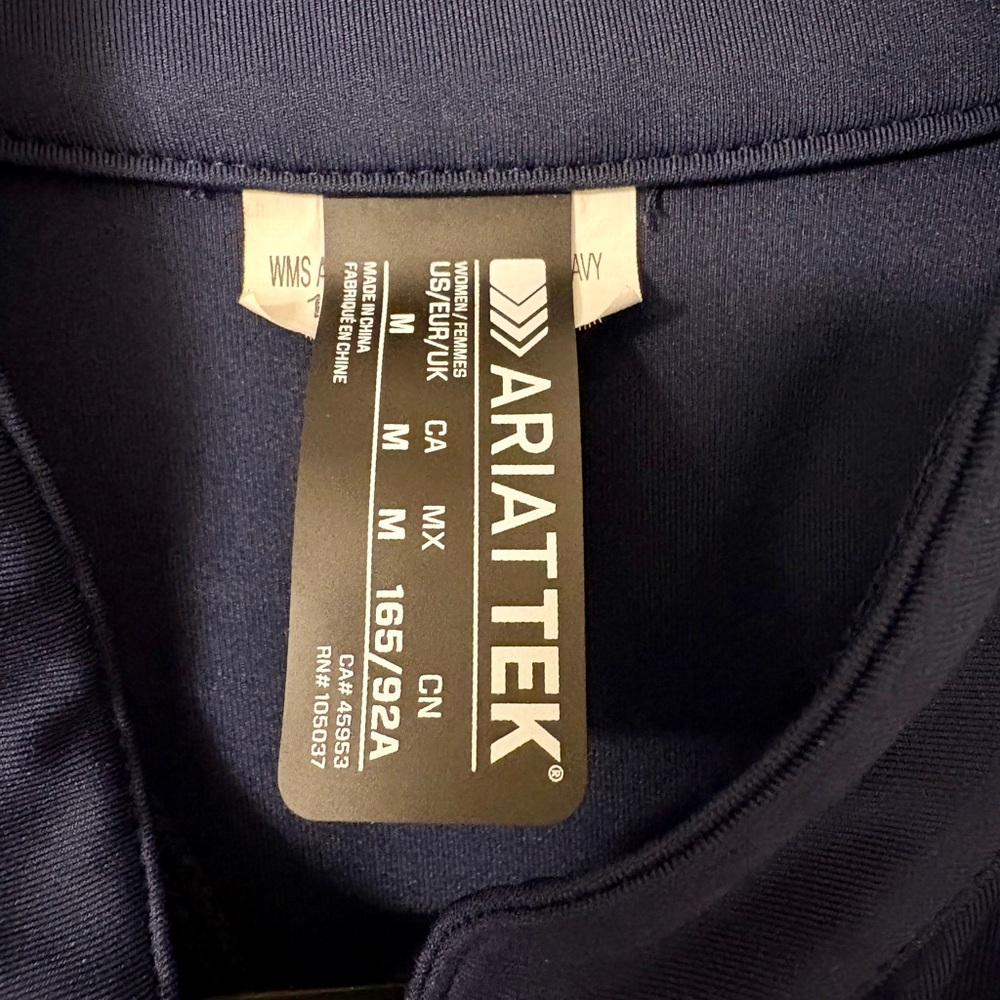 ARIATTEK®
WOMEN/FEMMES
US/EUR/UK CA MX CN
M M M 165/92A
MADE IN CHINA
FABRIQUÉ EN CHINE
CA# 45953
RN# 105037
WMS